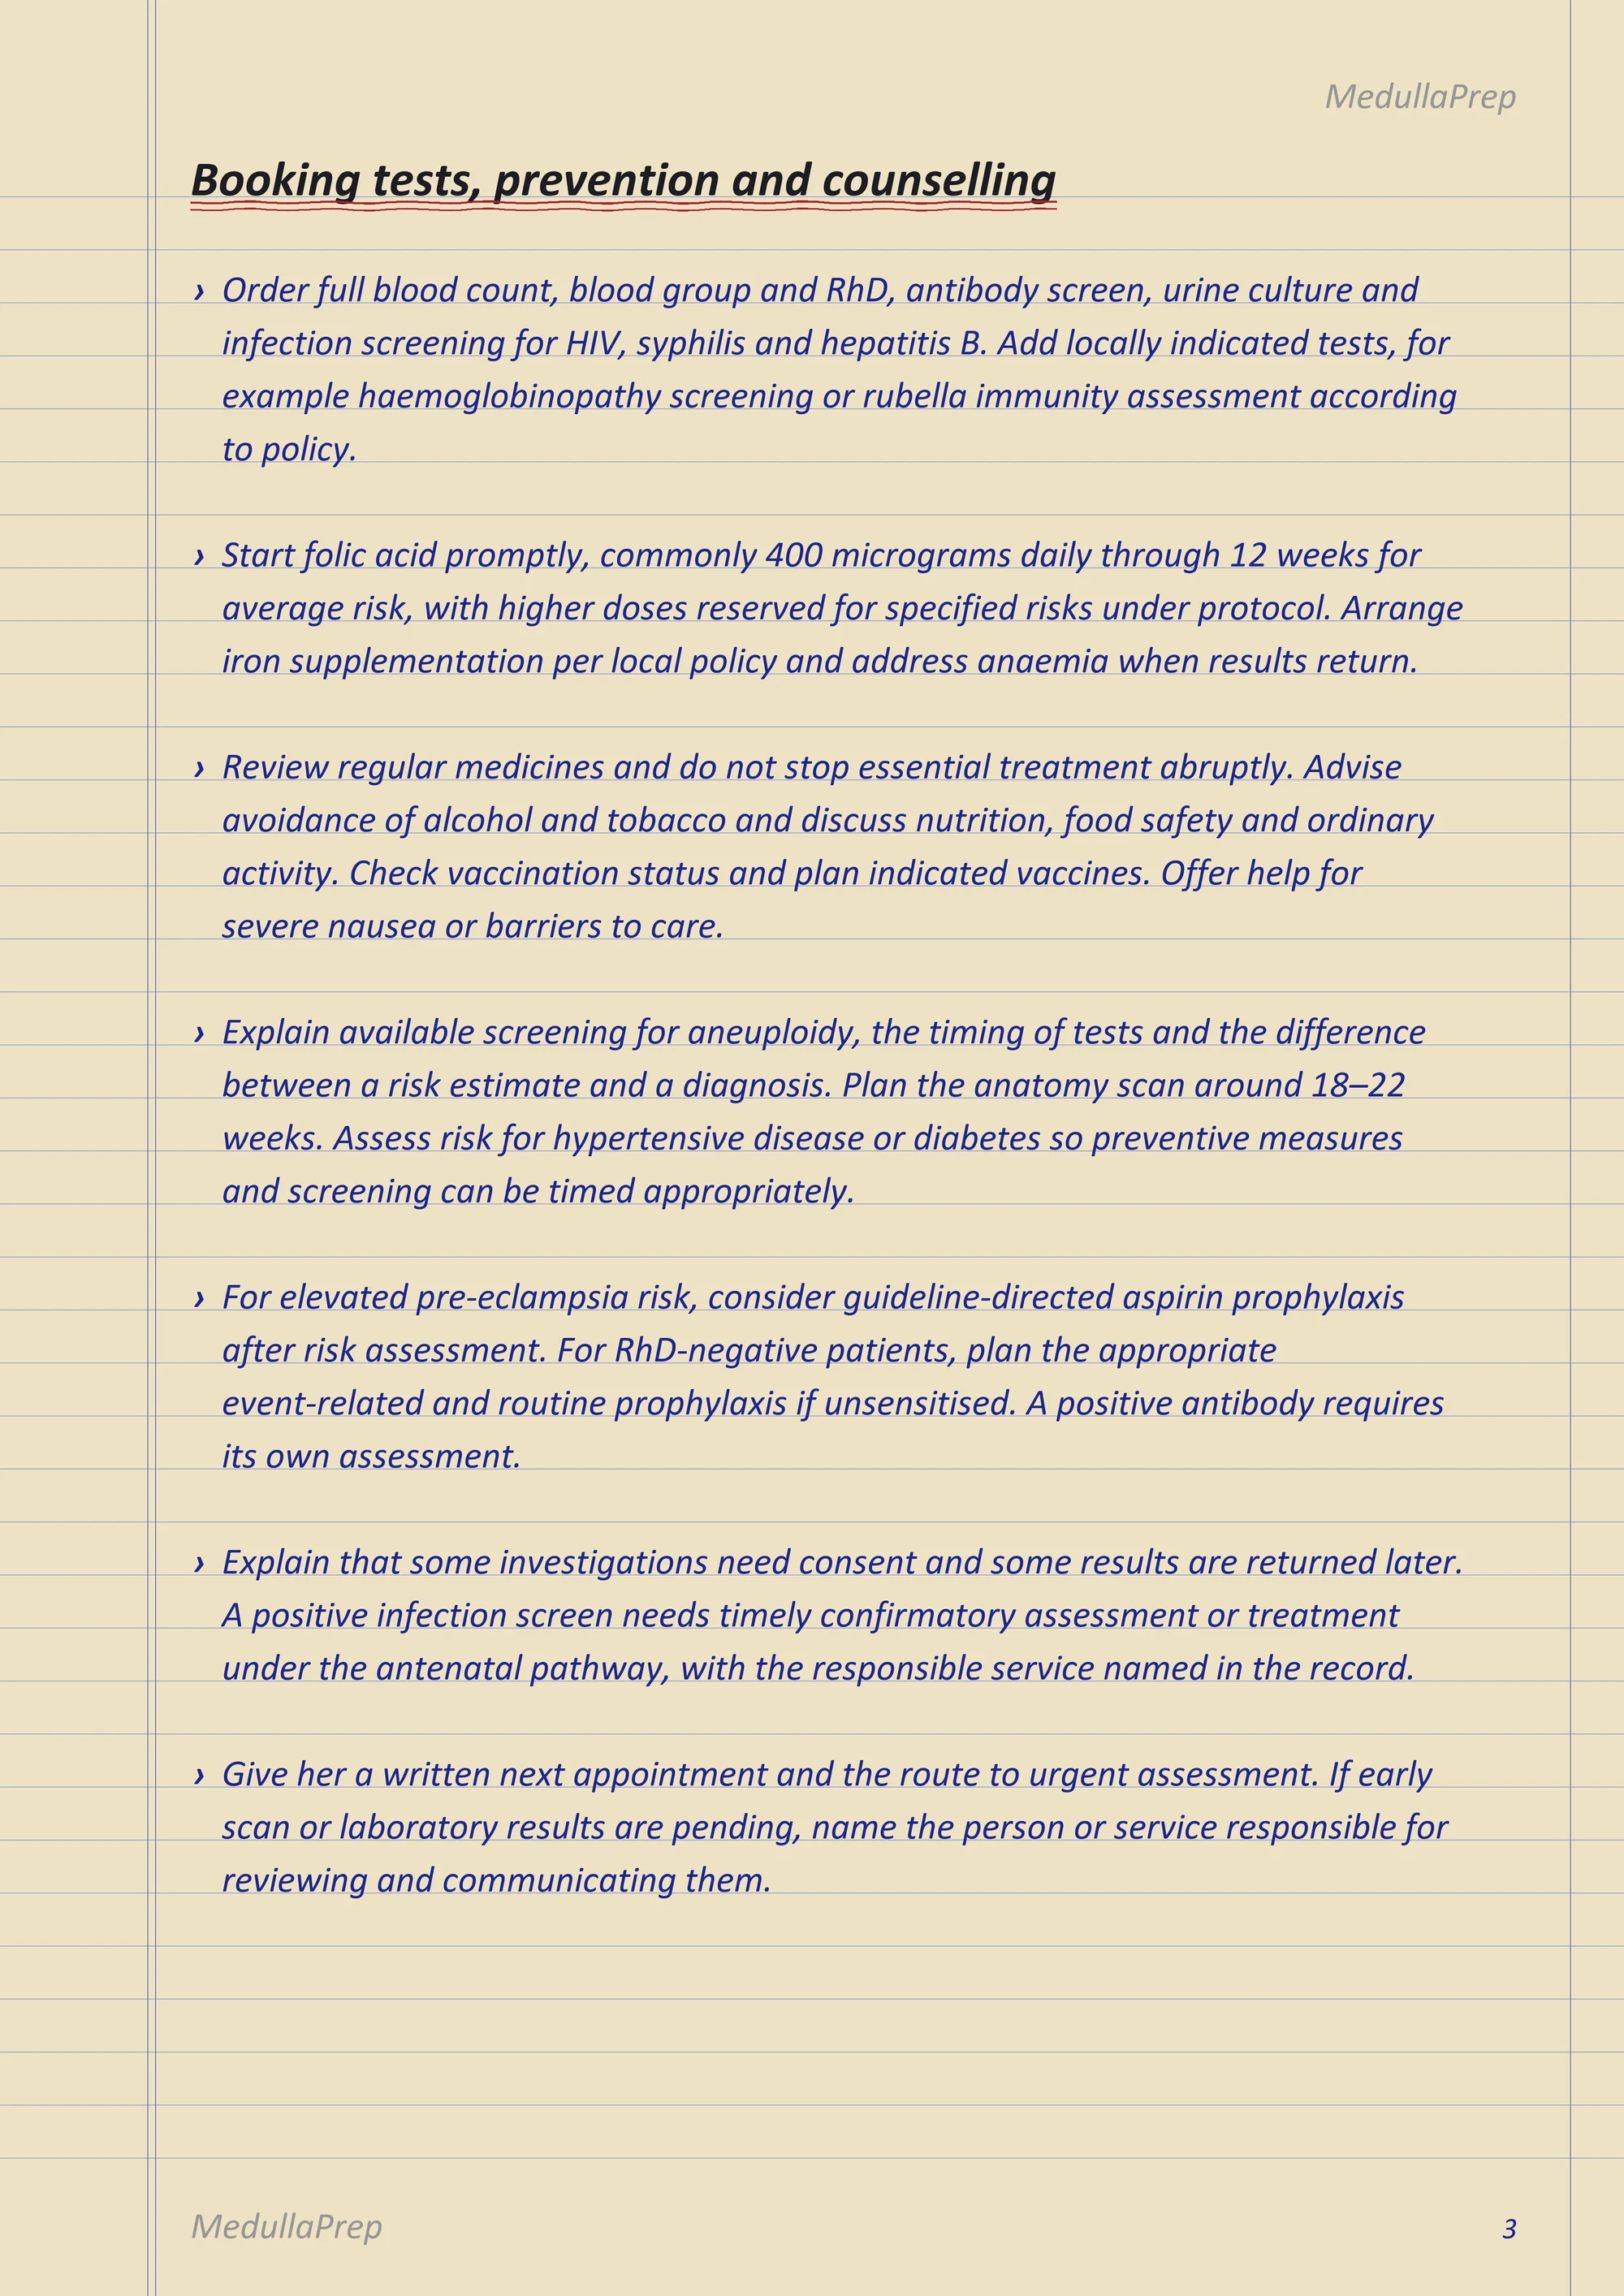 MedullaPrep
Booking tests, prevention and counselling
› Order full blood count, blood group and RhD, antibody screen, urine culture and
infection screening for HIV, syphilis and hepatitis B. Add locally indicated tests, for
example haemoglobinopathy screening or rubella immunity assessment according
to policy.
› Start folic acid promptly, commonly 400 micrograms daily through 12 weeks for
average risk, with higher doses reserved for specified risks under protocol. Arrange
iron supplementation per local policy and address anaemia when results return.
› Review regular medicines and do not stop essential treatment abruptly. Advise
avoidance of alcohol and tobacco and discuss nutrition, food safety and ordinary
activity. Check vaccination status and plan indicated vaccines. Offer help for
severe nausea or barriers to care.
› Explain available screening for aneuploidy, the timing of tests and the difference
between a risk estimate and a diagnosis. Plan the anatomy scan around 18–22
weeks. Assess risk for hypertensive disease or diabetes so preventive measures
and screening can be timed appropriately.
› For elevated pre-eclampsia risk, consider guideline-directed aspirin prophylaxis
after risk assessment. For RhD-negative patients, plan the appropriate
event-related and routine prophylaxis if unsensitised. A positive antibody requires
its own assessment.
› Explain that some investigations need consent and some results are returned later.
A positive infection screen needs timely confirmatory assessment or treatment
under the antenatal pathway, with the responsible service named in the record.
› Give her a written next appointment and the route to urgent assessment. If early
scan or laboratory results are pending, name the person or service responsible for
reviewing and communicating them.
MedullaPrep
3